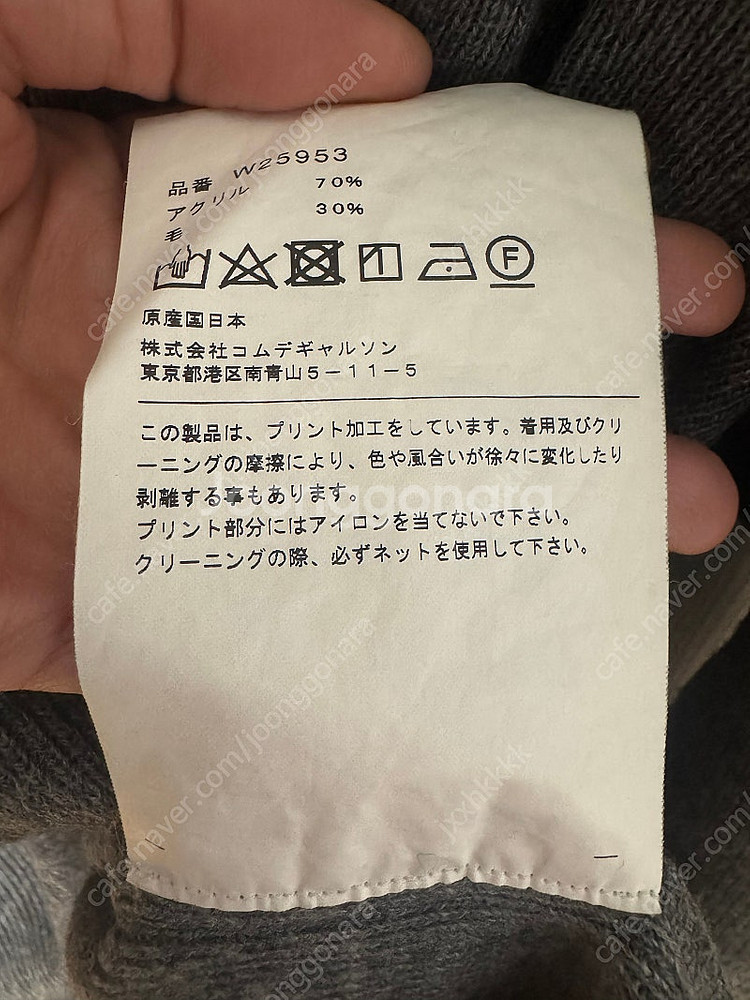 品番 W25953
アクリル 70%
毛 30%
F
原産国日本
株式会社コムデギャルソン
東京都港区南青山5-11-5
この製品は、プリント加工をしています。着用及びクリ
ーニングの摩擦により、色や風合いが徐々に変化したり
剥離する事もあります。
プリント部分にはアイロンを当てないで下さい。
クリーニングの際、必ずネットを使用して下さい。
Joonggonara
cafe.naver.com/joonggonara
jxxhkkkkk